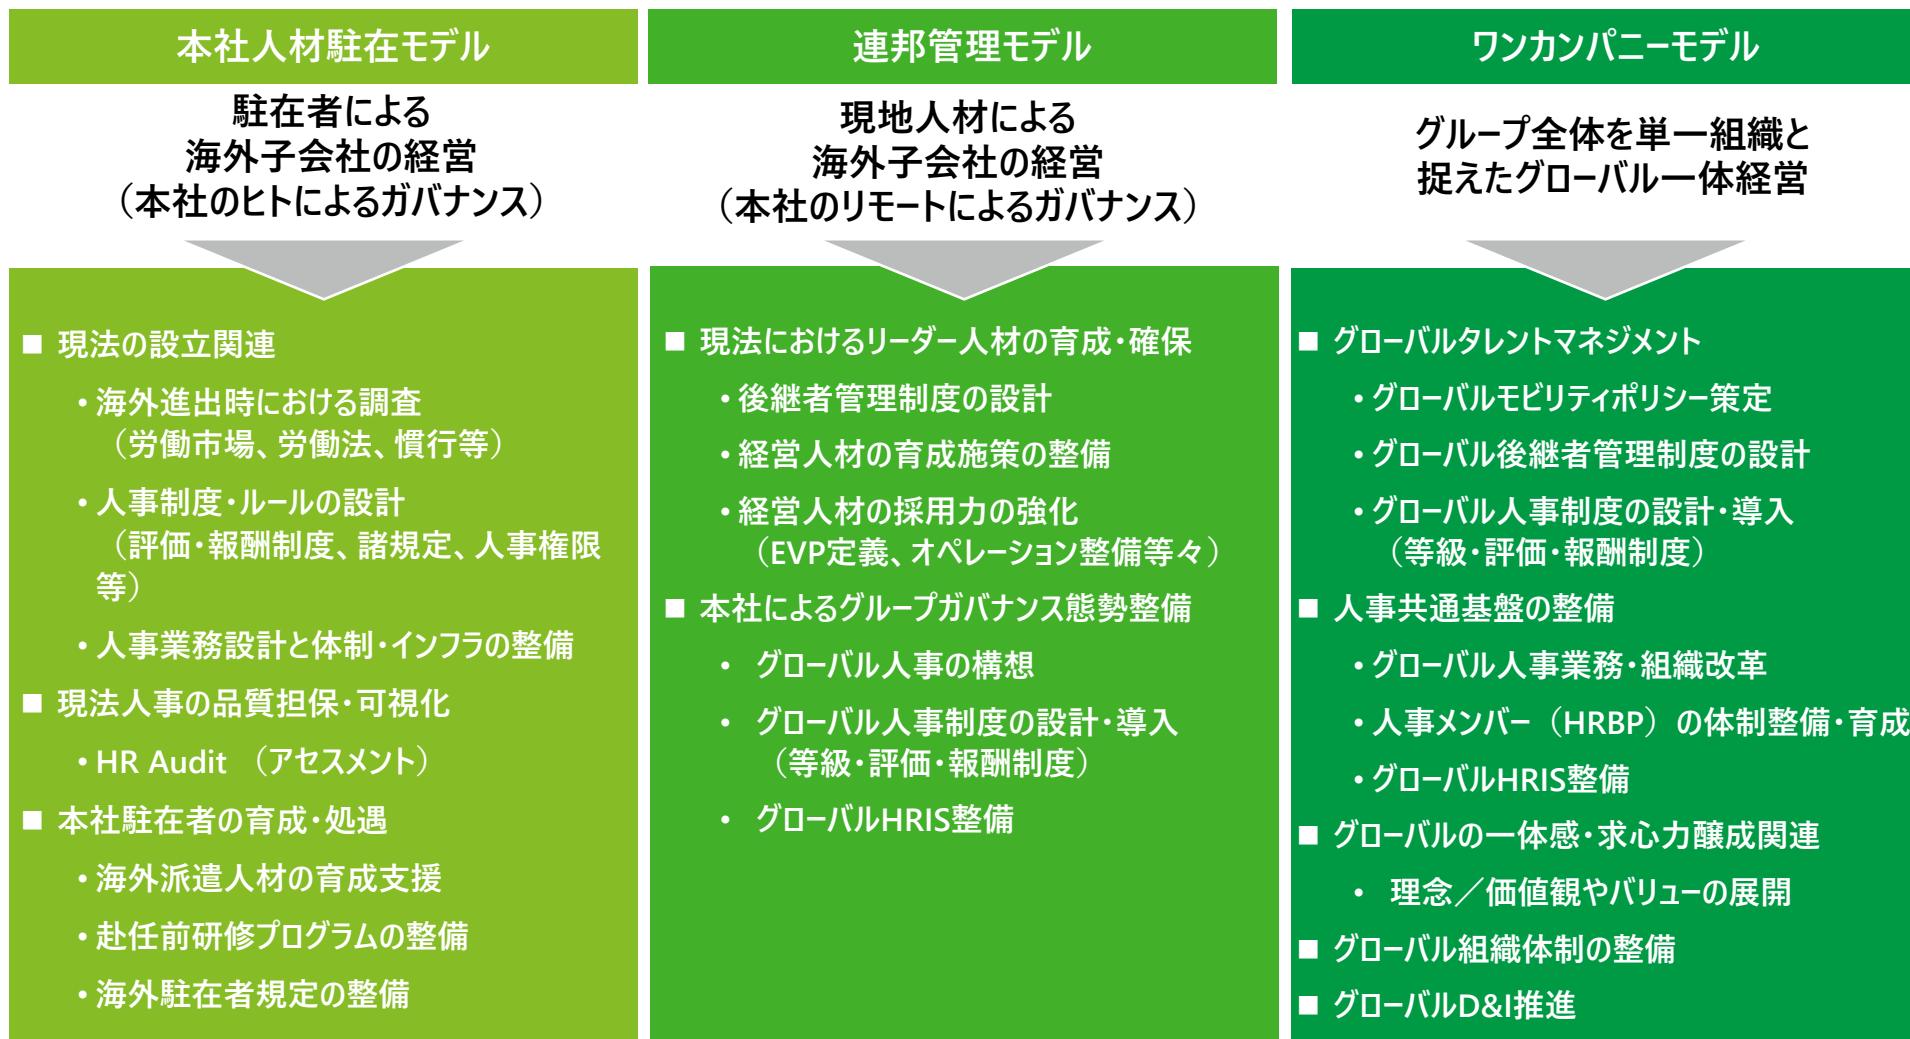 本社人材駐在モデル
駐在者による
海外子会社の経営
（本社のヒトによるガバナンス）
■ 現法の設立関連
・海外進出時における調査
（労働市場、労働法、慣行等）
・人事制度・ルールの設計
（評価・報酬制度、諸規定、人事権限
等）
・人事業務設計と体制・インフラの整備
■ 現法人事の品質担保・可視化
・HR Audit （アセスメント）
■ 本社駐在者の育成・処遇
・海外派遣人材の育成支援
・赴任前研修プログラムの整備
・海外駐在者規定の整備
連邦管理モデル
現地人材による
海外子会社の経営
（本社のリモートによるガバナンス）
■ 現法におけるリーダー人材の育成・確保
・後継者管理制度の設計
・経営人材の育成施策の整備
・経営人材の採用力の強化
（EVP定義、オペレーション整備等々）
■ 本社によるグループガバナンス態勢整備
・ グローバル人事の構想
・ グローバル人事制度の設計・導入
（等級・評価・報酬制度）
・ グローバルHRIS整備
ワンカンパニーモデル
グループ全体を単一組織と
捉えたグローバル一体経営
■ グローバルタレントマネジメント
・グローバルモビリティポリシー策定
・グローバル後継者管理制度の設計
・グローバル人事制度の設計・導入
（等級・評価・報酬制度）
■ 人事共通基盤の整備
・グローバル人事業務・組織改革
・人事メンバー（HRBP）の体制整備・育成
・グローバルHRIS整備
■ グローバルの一体感・求心力醸成関連
・ 理念／価値観やバリューの展開
■ グローバル組織体制の整備
■ グローバルD&I推進